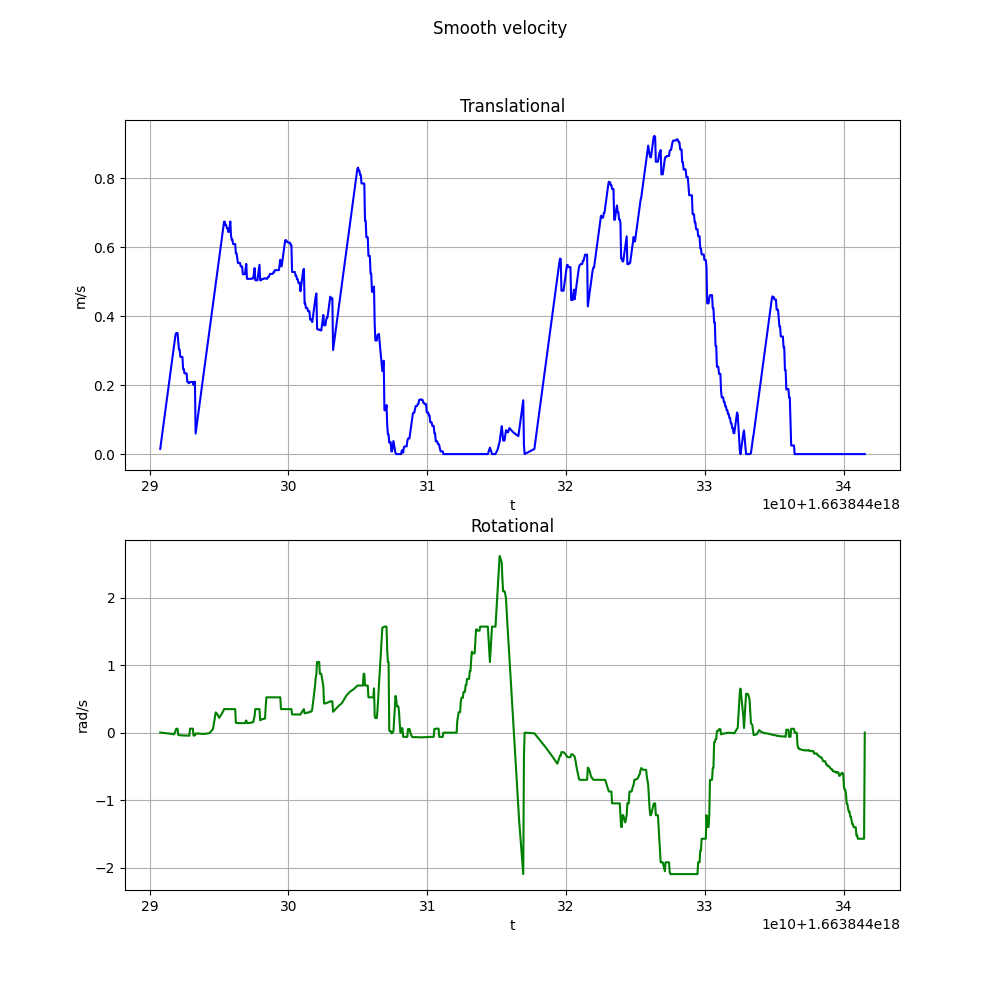 Smooth velocity
Translational
0.8
0.6
0.4
0.2
0.0
m/s
29 30 31 32 33 34
t
1e10+1.663844e18
Rotational
2
1
0
−1
−2
rad/s
29 30 31 32 33 34
t
1e10+1.663844e18